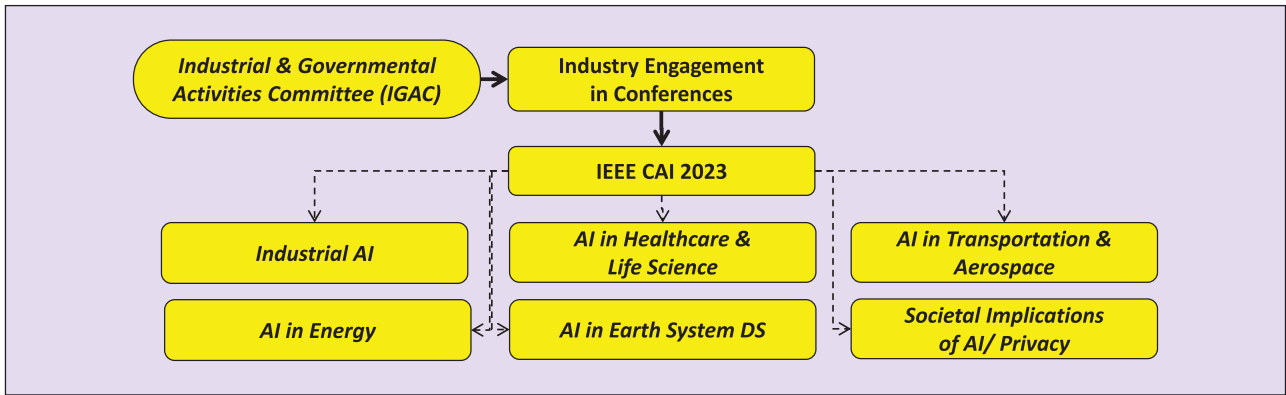 Industrial & Governmental
Activities Committee (IGAC)
Industry Engagement
in Conferences
IEEE CAI 2023
Industrial AI
AI in Healthcare &
Life Science
AI in Transportation &
Aerospace
AI in Energy
AI in Earth System DS
Societal Implications
of AI/ Privacy